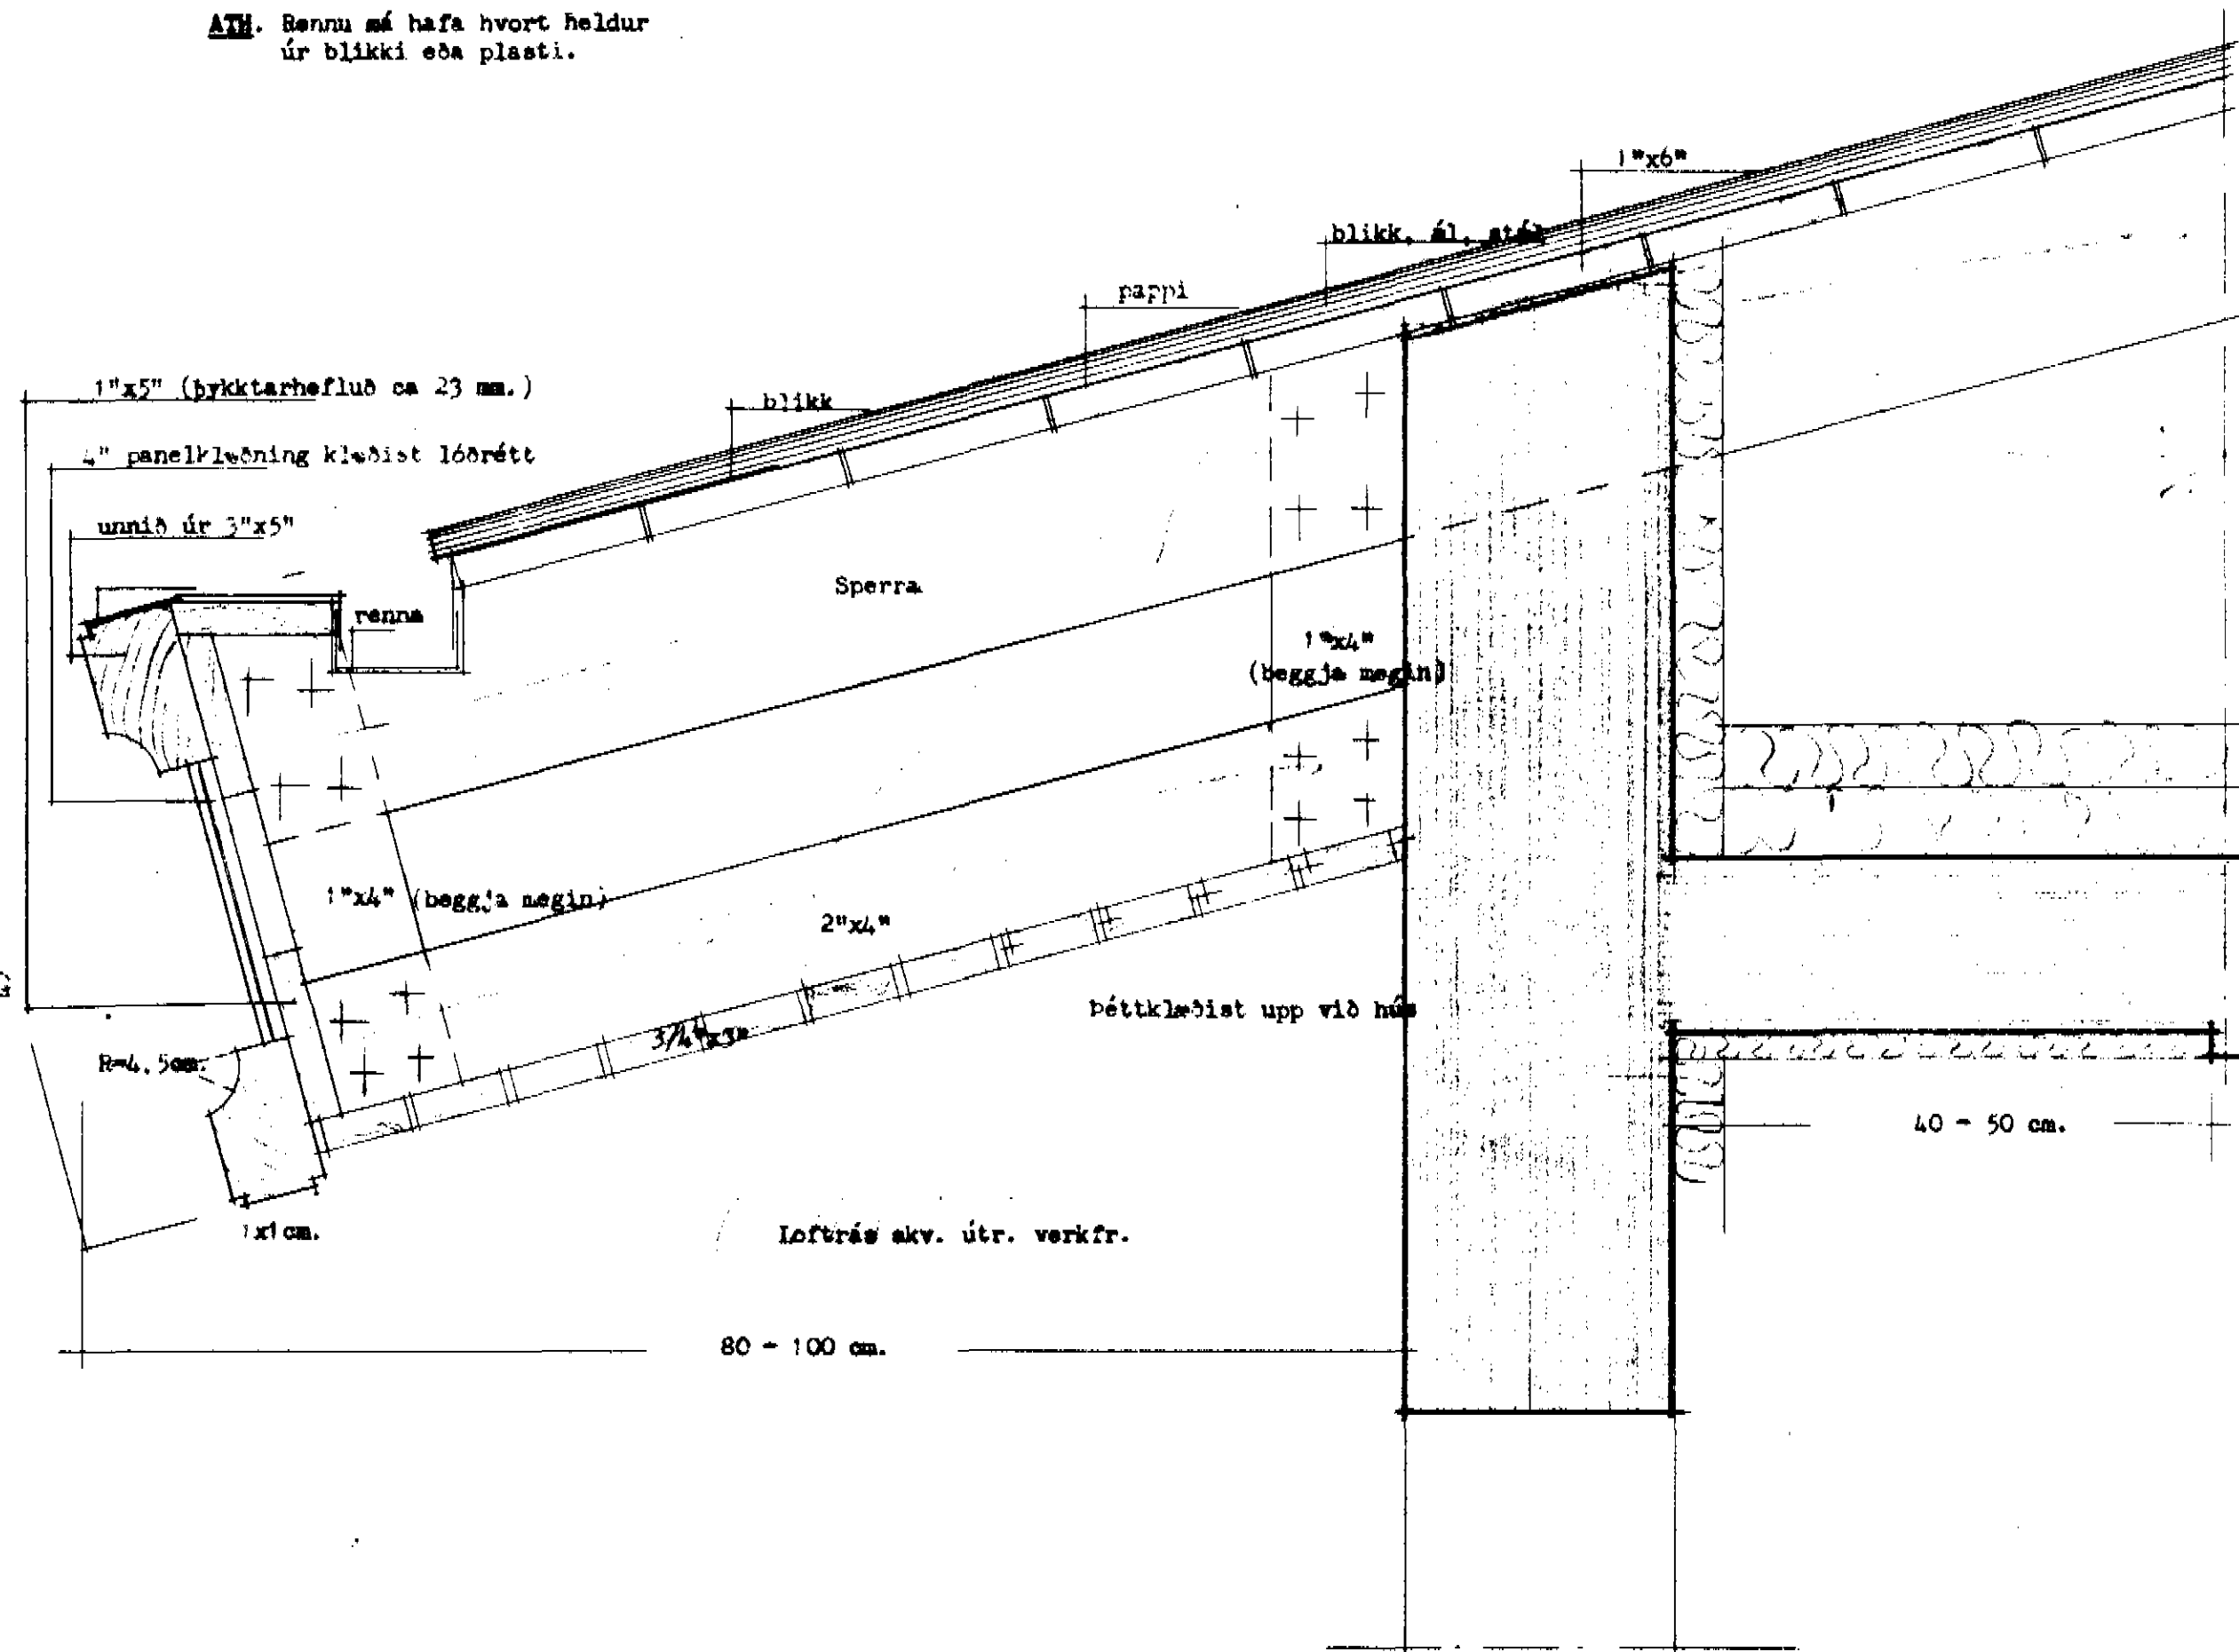 ATH. Rennu má hafa hvort heldur
úr blikki eða plasti.
1"x6"
blikk, ál, stál
pappi
1"x5" (þykktarhefluð ca 23 mm.)
blikk
4" panelklæðning klæðist lóðrétt
unnið úr 3"x5"
Sperra
renna
1"x4"
(beggja megin)
1"x4" (beggja megin)
2"x4"
Þéttklæðist upp við hús
3/4"x3"
R=4.5cm.
40 - 50 cm.
1x1cm.
Loftrás skv. útr. verkfr.
80 - 100 cm.